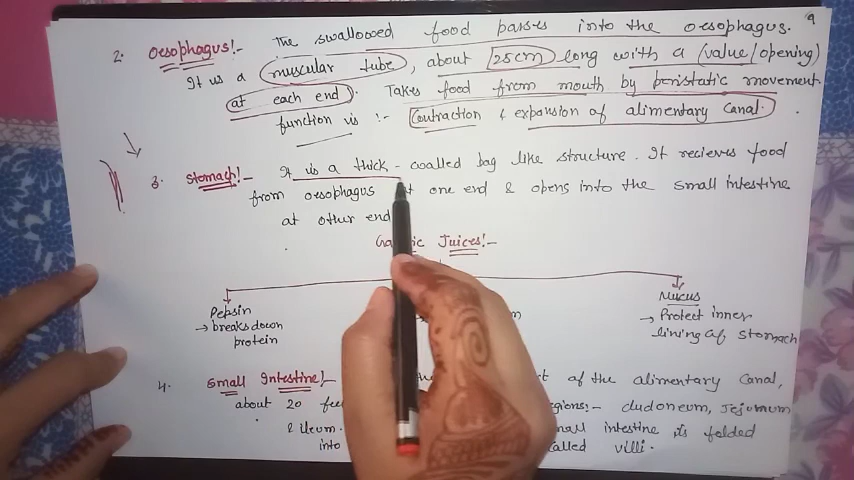 9
2. Oesophagus!- The swallowed food passes into the oesophagus.
It is a muscular tube, about 25cm long with a (value/opening)
at each end. Takes food from mouth by peristatic movement
function is :- Contraction & expansion of alimentary Canal.
3. Stomach!- It is a thick-walled bag like structure. It recieves food
from oesophagus at one end & opens into the small intestine
at other end
Juices!-
Pepsin
→ breaks down
protein
Mucus
→ Protect inner
lining of stomach
4. Small Intestine!- of the alimentary Canal,
about 20 dudoneum, Jejumum
& Ileum. small intestine is folded
into called villi.